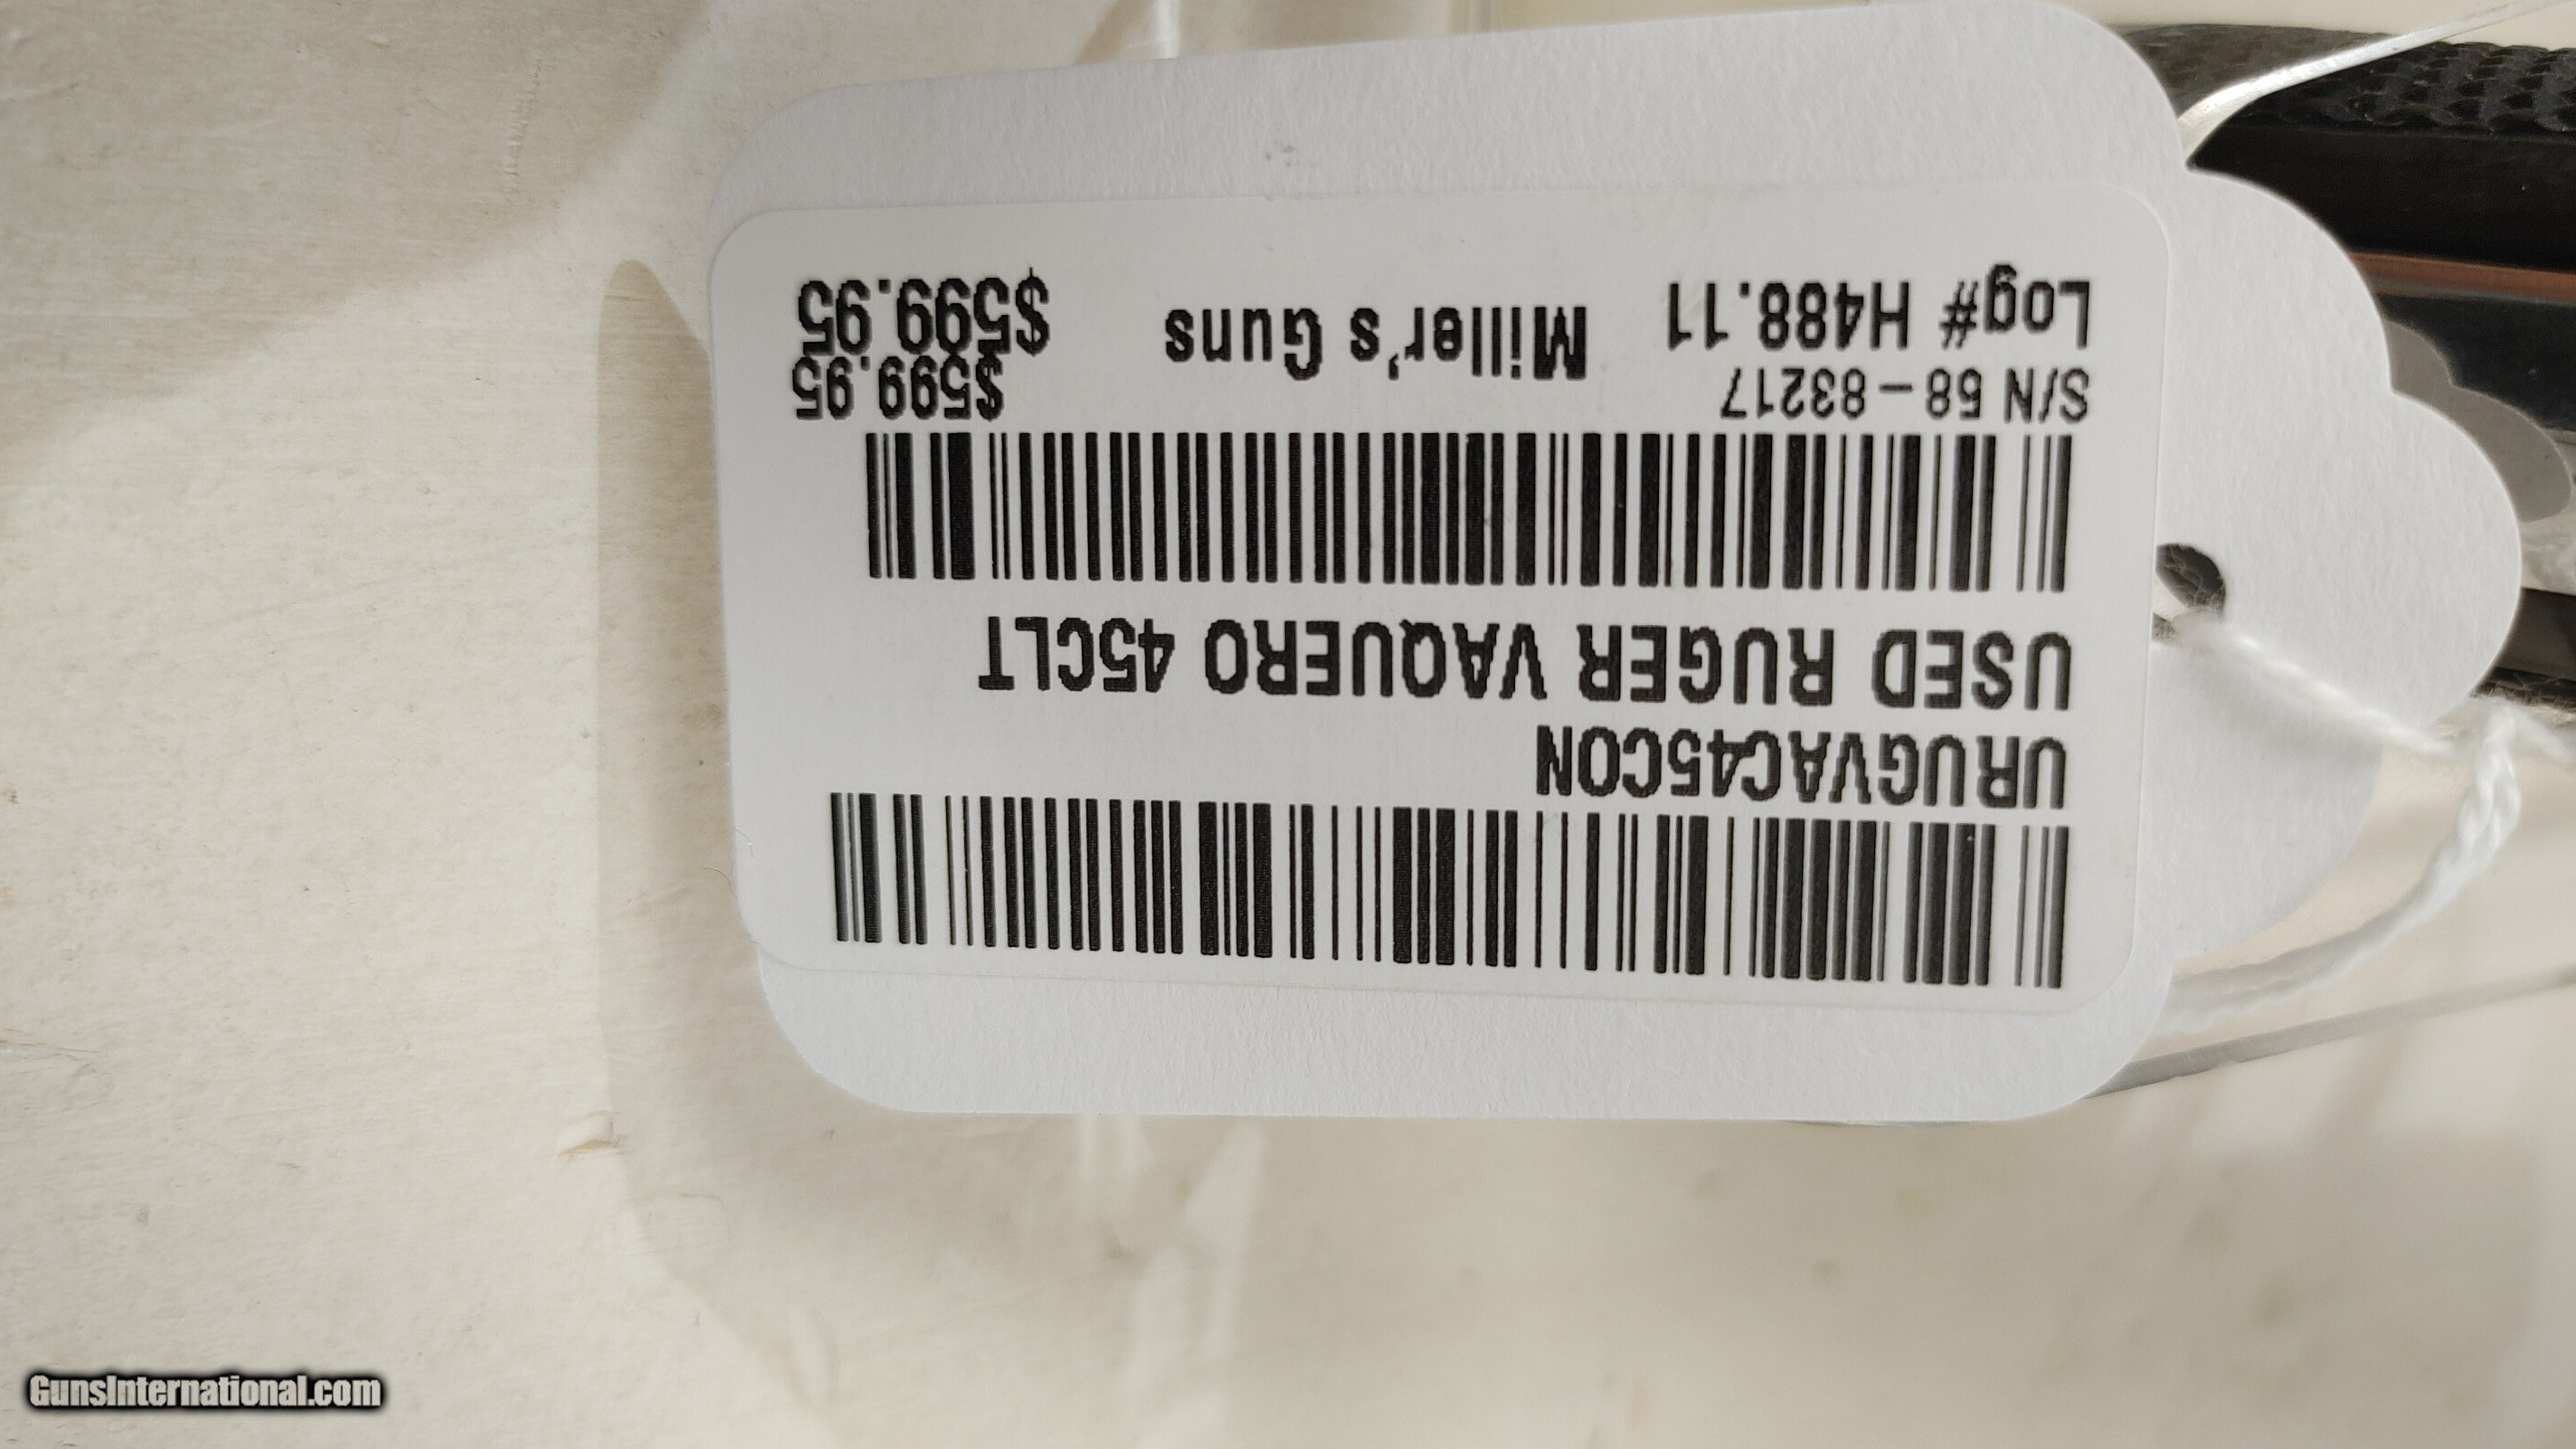 URUGVAC45CON
USED RUGER VAQUERO 45CLT
S/N 58 – 83217 $599.95
Log# H488.11 Miller's Guns $599.95
GunsInternational.com